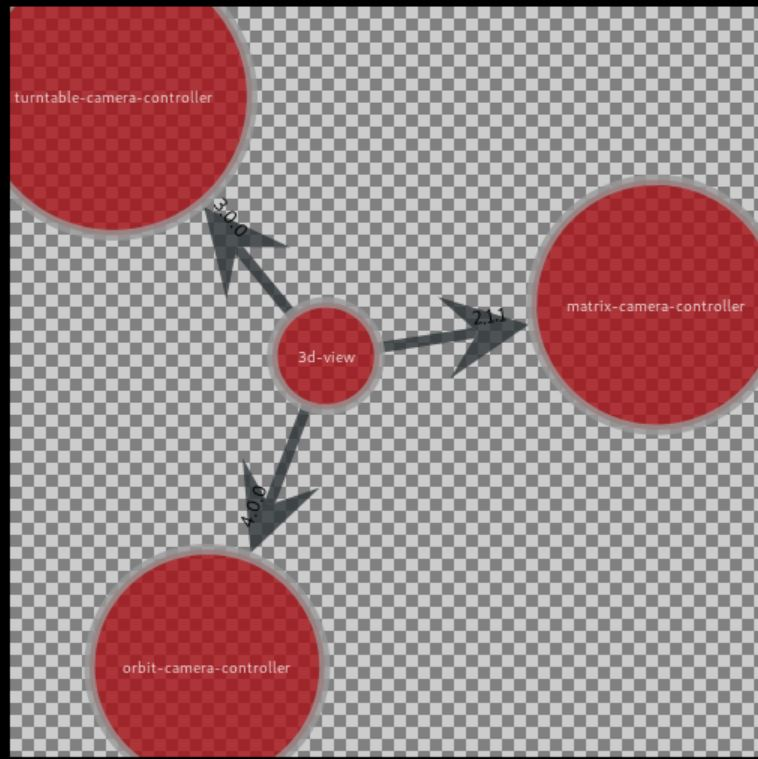 turntable-camera-controller
3.0.0
matrix-camera-controller
2.1.1
3d-view
4.0.0
orbit-camera-controller